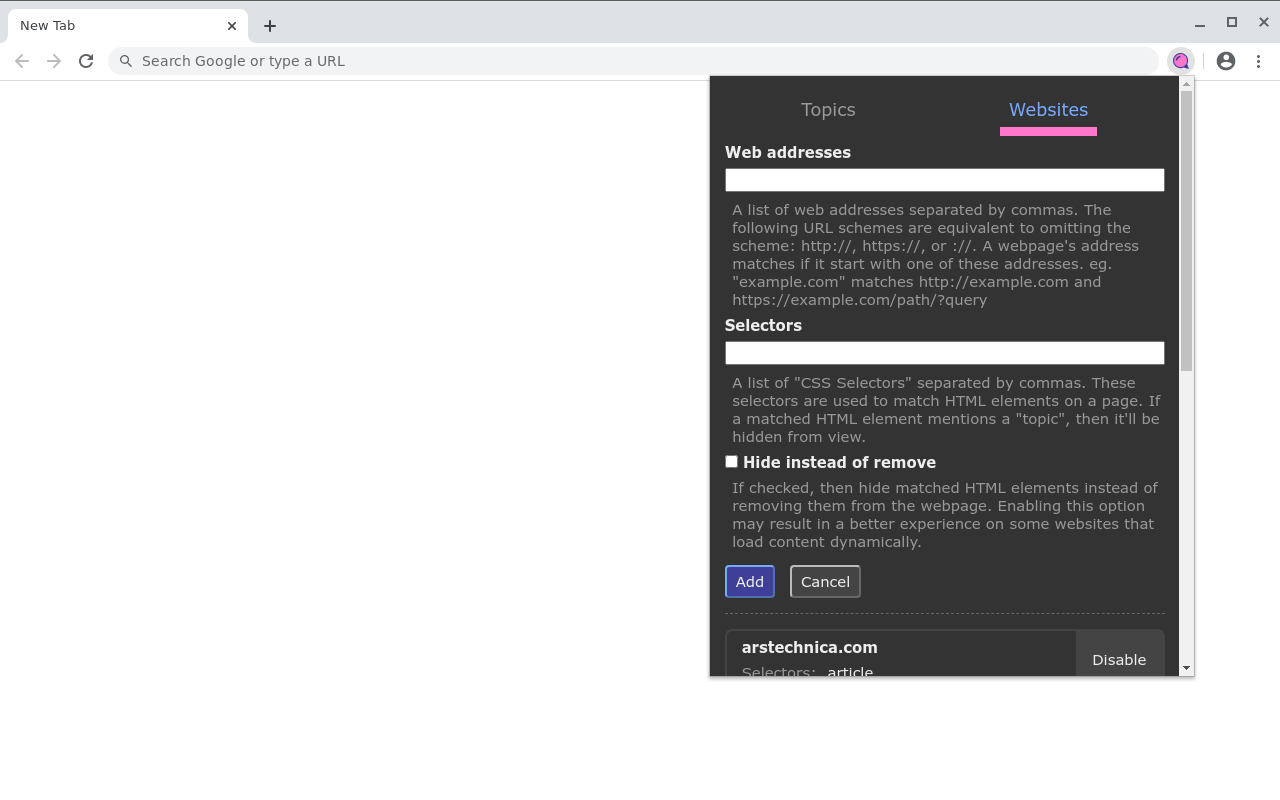 New Tab
Search Google or type a URL
Topics
Websites
Web addresses
A list of web addresses separated by commas. The
following URL schemes are equivalent to omitting the
scheme: http://, https://, or ://. A webpage's address
matches if it start with one of these addresses. eg.
"example.com" matches http://example.com and
https://example.com/path/?query
Selectors
A list of "CSS Selectors" separated by commas. These
selectors are used to match HTML elements on a page. If
a matched HTML element mentions a "topic", then it'll be
hidden from view.
Hide instead of remove
If checked, then hide matched HTML elements instead of
removing them from the webpage. Enabling this option
may result in a better experience on some websites that
load content dynamically.
Add
Cancel
arstechnica.com
Disable
Selectors: article